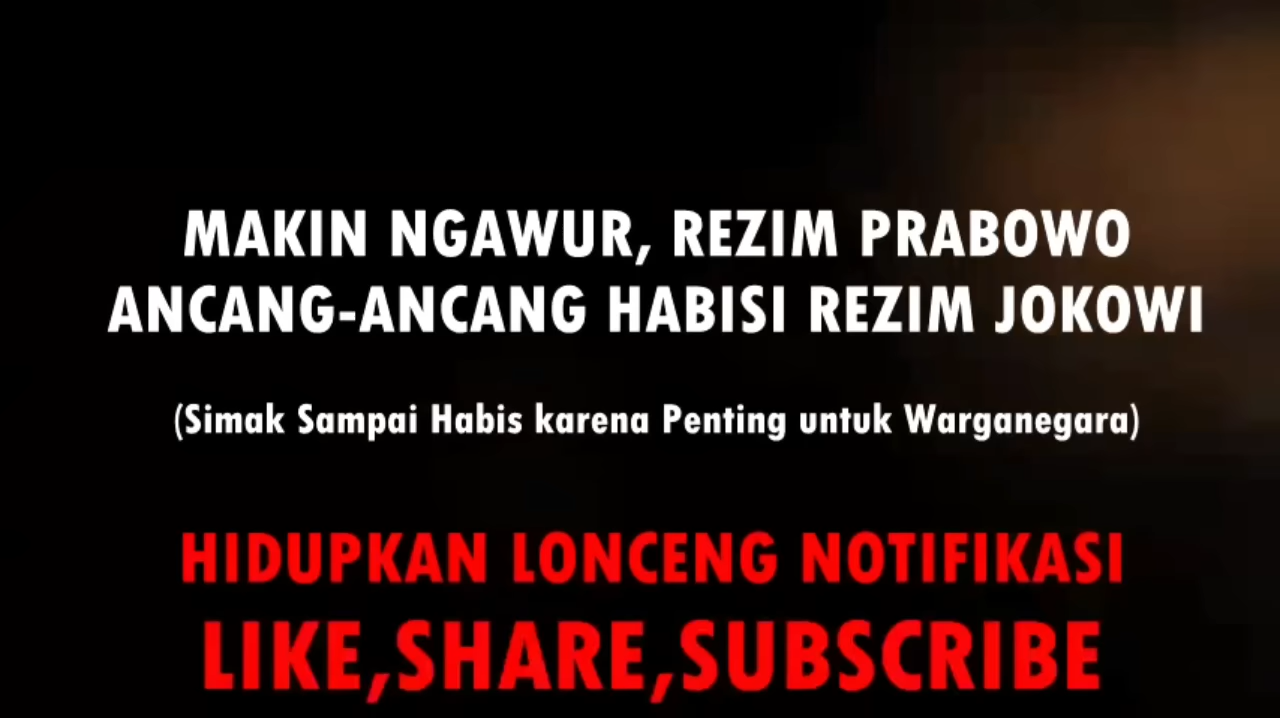 MAKIN NGAWUR, REZIM PRABOWO
ANCANG-ANCANG HABISI REZIM JOKOWI
(Simak Sampai Habis karena Penting untuk Warganegara)
HIDUPKAN LONCENG NOTIFIKASI
LIKE,SHARE,SUBSCRIBE